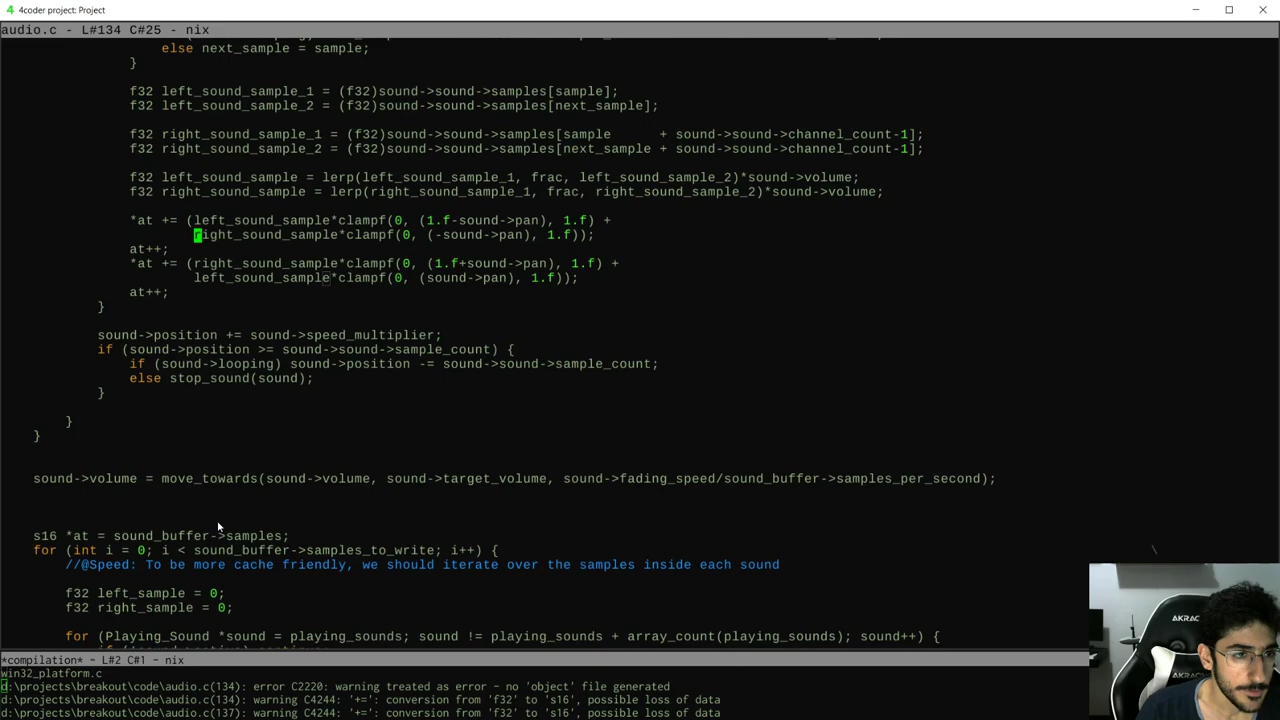 4coder project: Project
audio.c - L#134 C#25 - nix
else next_sample = sample;
}
f32 left_sound_sample_1 = (f32)sound->sound->samples[sample];
f32 left_sound_sample_2 = (f32)sound->sound->samples[next_sample];
f32 right_sound_sample_1 = (f32)sound->sound->samples[sample      + sound->sound->channel_count-1];
f32 right_sound_sample_2 = (f32)sound->sound->samples[next_sample + sound->sound->channel_count-1];
f32 left_sound_sample = lerp(left_sound_sample_1, frac, left_sound_sample_2)*sound->volume;
f32 right_sound_sample = lerp(right_sound_sample_1, frac, right_sound_sample_2)*sound->volume;
*at += (left_sound_sample*clampf(0, (1.f-sound->pan), 1.f) +
right_sound_sample*clampf(0, (-sound->pan), 1.f));
at++;
*at += (right_sound_sample*clampf(0, (1.f+sound->pan), 1.f) +
left_sound_sample*clampf(0, (sound->pan), 1.f));
at++;
}
sound->position += sound->speed_multiplier;
if (sound->position >= sound->sound->sample_count) {
if (sound->looping) sound->position -= sound->sound->sample_count;
else stop_sound(sound);
}
}
}
sound->volume = move_towards(sound->volume, sound->target_volume, sound->fading_speed/sound_buffer->samples_per_second);
\
s16 *at = sound_buffer->samples;
for (int i = 0; i < sound_buffer->samples_to_write; i++) {
//@Speed: To be more cache friendly, we should iterate over the samples inside each sound
f32 left_sample = 0;
f32 right_sample = 0;
for (Playing_Sound *sound = playing_sounds; sound != playing_sounds + array_count(playing_sounds); sound++) {
*compilation* - L#2 C#1 - nix
win32_platform.c
d:\projects\breakout\code\audio.c(134): error C2220: warning treated as error - no 'object' file generated
d:\projects\breakout\code\audio.c(134): warning C4244: '+=': conversion from 'f32' to 's16', possible loss of data
d:\projects\breakout\code\audio.c(137): warning C4244: '+=': conversion from 'f32' to 's16', possible loss of data